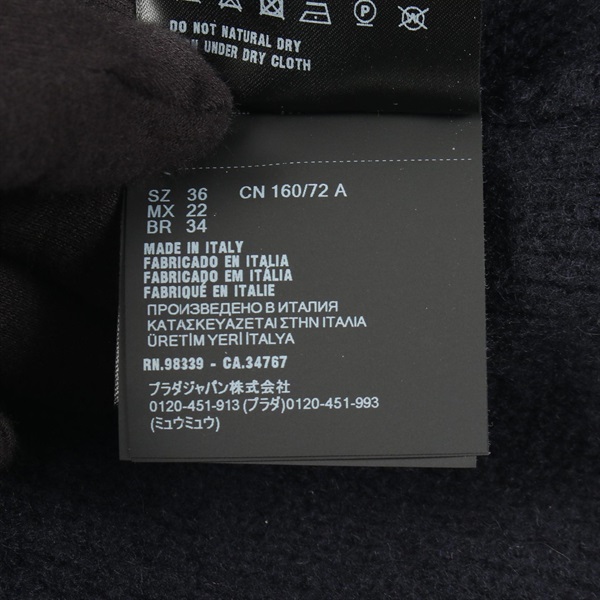 DO NOT NATURAL DRY
UNDER DRY CLOTH
SZ 36 CN 160/72 A
MX 22
BR 34
MADE IN ITALY
FABRICADO EN ITALIA
FABRICADO EM ITÁLIA
FABRIQUÉ EN ITALIE
ПРОИЗВЕДЕНО В ИТАЛИЯ
ΚΑΤΑΣΚΕΥΑΖΕΤΑΙ ΣΤΗΝ ΙΤΑΛΙΑ
ÜRETİM YERİ İTALYA
RN.98339 - CA.34767
プラダジャパン株式会社
0120-451-913 (プラダ)0120-451-993
(ミュウミュウ)